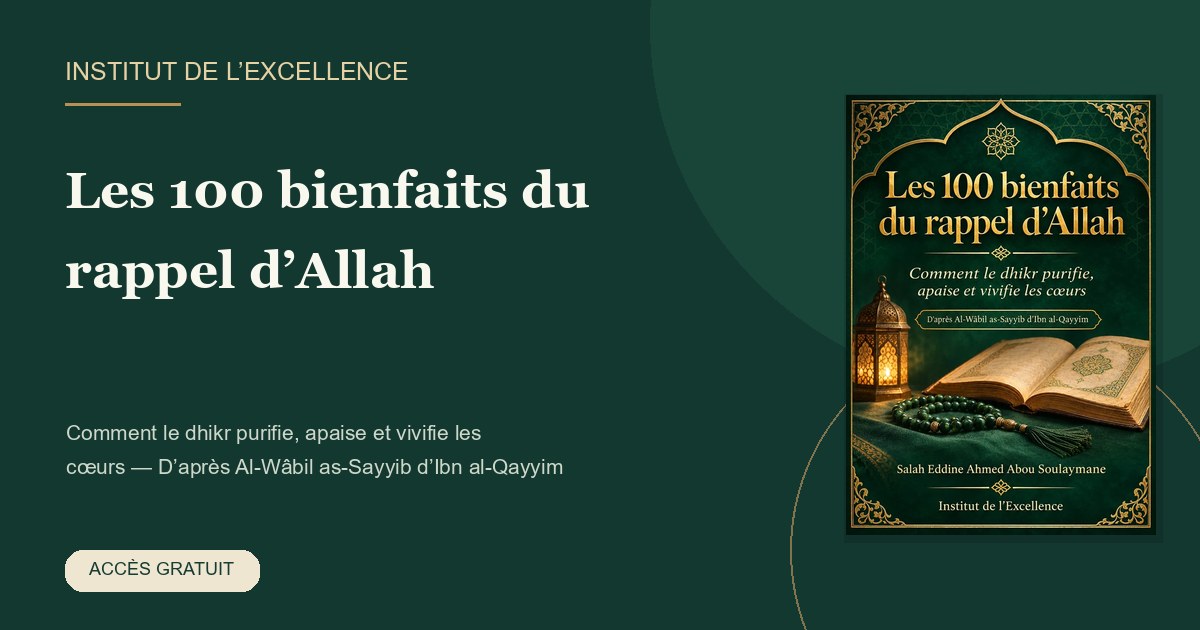 INSTITUT DE L’EXCELLENCE
Les 100 bienfaits du
rappel d’Allah
Comment le dhikr purifie, apaise et vivifie les
cœurs — D’après Al-Wâbil as-Sayyib d’Ibn al-Qayyim
ACCÈS GRATUIT
Les 100 bienfaits
du rappel d’Allah
Comment le dhikr purifie,
apaise et vivifie les cœurs
D’après Al-Wâbil as-Sayyib d’Ibn al-Qayyim
Salah Eddine Ahmed Abou Soulaymane
Institut de l’Excellence